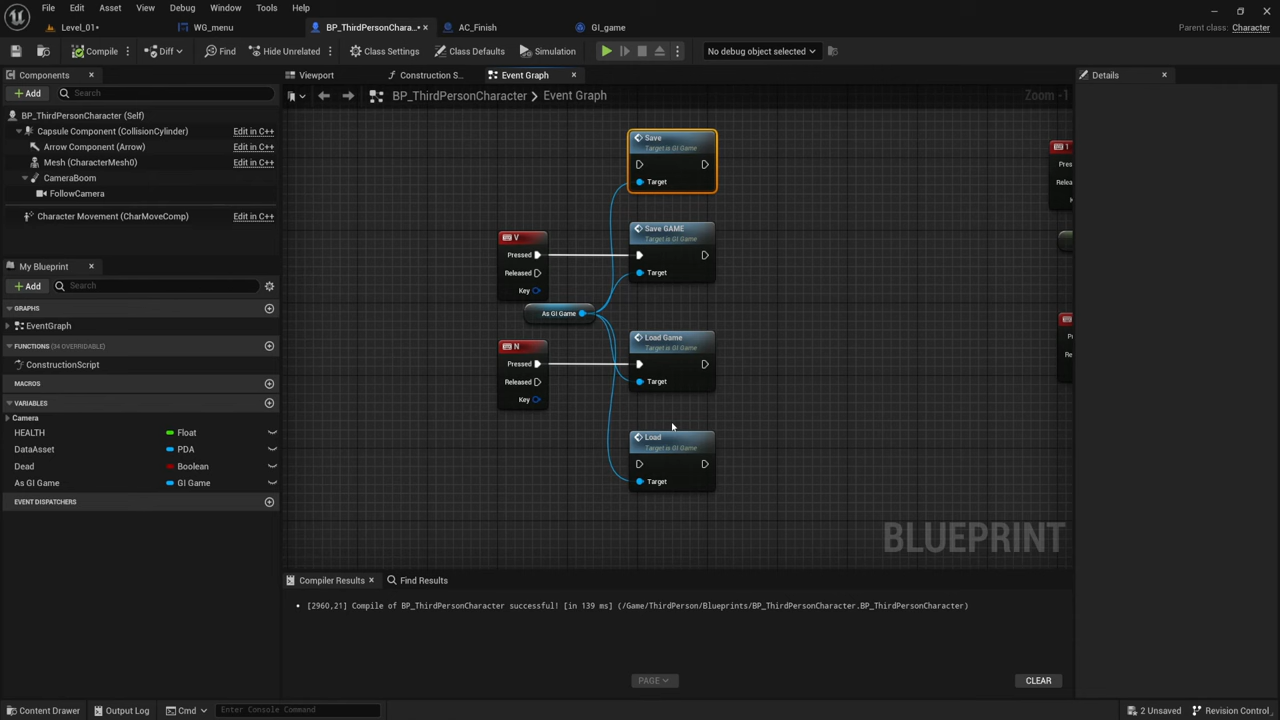 File Edit Asset View Debug Window Tools Help
Level_01•
WG_menu
BP_ThirdPersonChara...•
AC_Finish
GI_game
Parent class: Character
Compile
Diff
Find
Hide Unrelated
Class Settings
Class Defaults
Simulation
No debug object selected
Components
Add
Search
BP_ThirdPersonCharacter (Self)
Capsule Component (CollisionCylinder) Edit in C++
Arrow Component (Arrow) Edit in C++
Mesh (CharacterMesh0) Edit in C++
CameraBoom
FollowCamera
Character Movement (CharMoveComp) Edit in C++
My Blueprint
Add
Search
GRAPHS
EventGraph
FUNCTIONS (34 OVERRIDABLE)
ConstructionScript
MACROS
VARIABLES
Camera
HEALTH Float
DataAsset PDA
Dead Boolean
As GI Game GI Game
EVENT DISPATCHERS
Viewport
Construction S...
Event Graph
BP_ThirdPersonCharacter > Event Graph
Zoom -1
Save
Target is GI Game
Target
V
Pressed
Released
Key
Save GAME
Target is GI Game
Target
As GI Game
N
Pressed
Released
Key
Load Game
Target is GI Game
Target
Load
Target is GI Game
Target
1
Pres
Relea
K
Pr
Rele
BLUEPRINT
Details
Compiler Results
Find Results
• [2960,21] Compile of BP_ThirdPersonCharacter successful! [in 139 ms] (/Game/ThirdPerson/Blueprints/BP_ThirdPersonCharacter.BP_ThirdPersonCharacter)
PAGE
CLEAR
Content Drawer
Output Log
Cmd
Enter Console Command
2 Unsaved
Revision Control